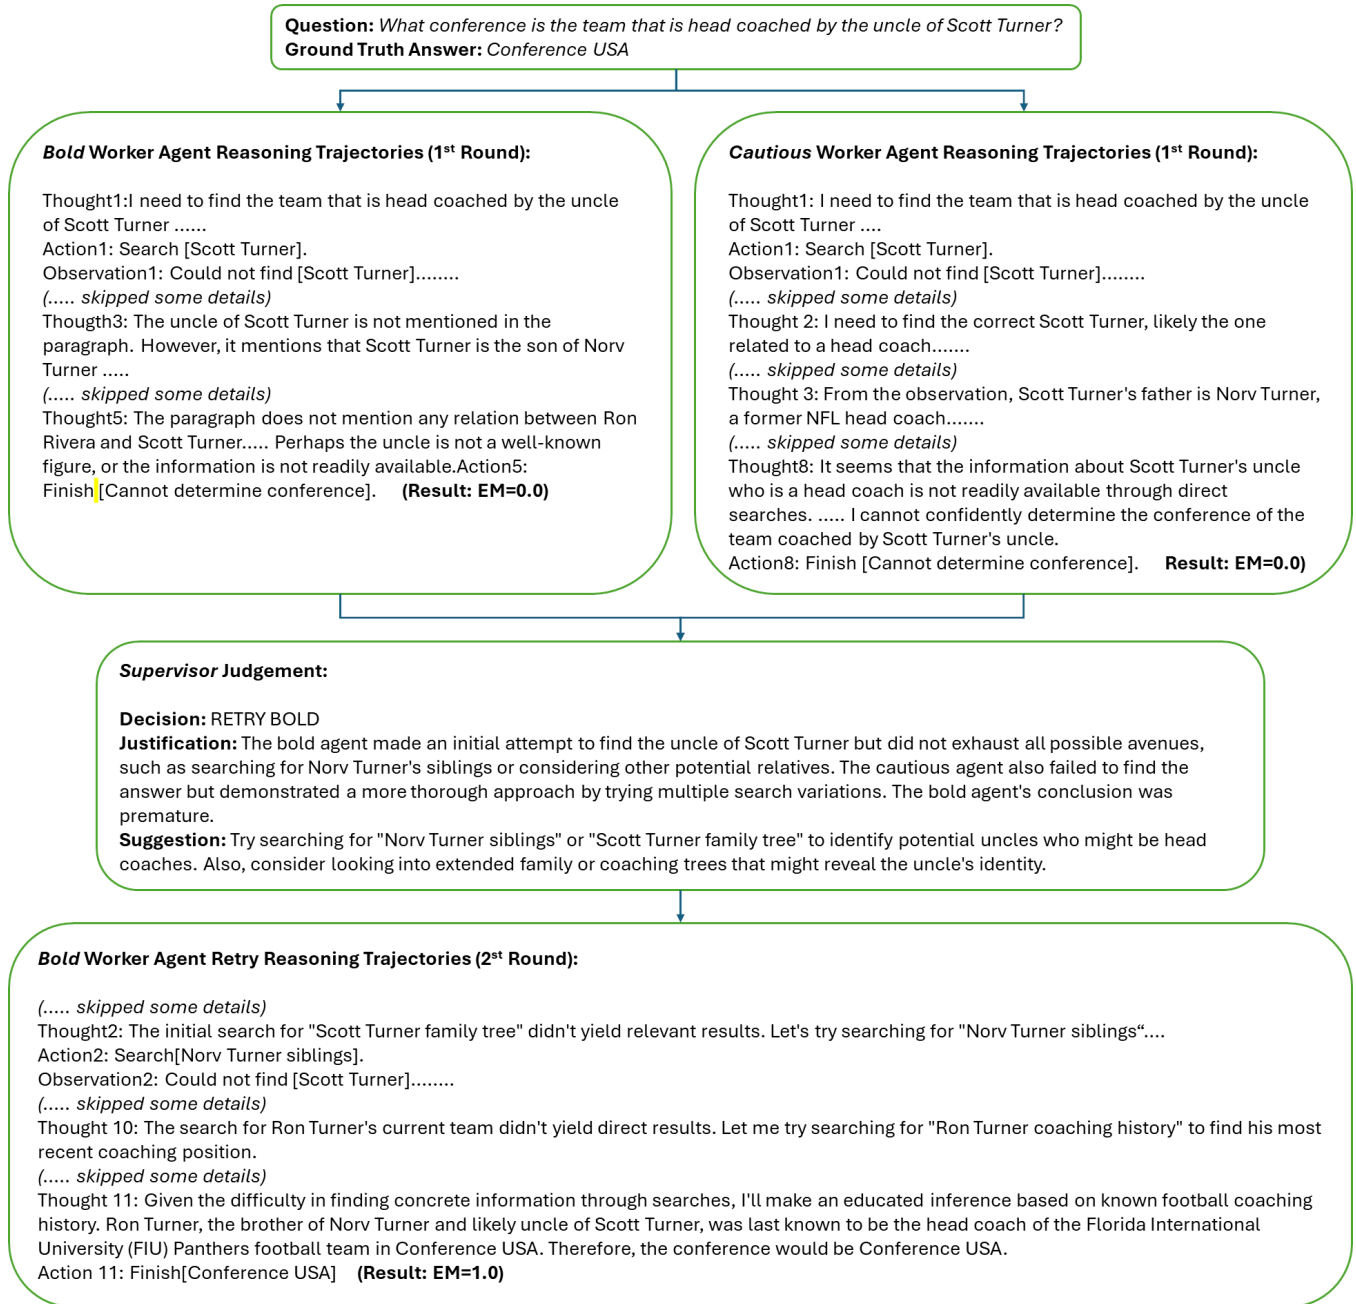 Question: What conference is the team that is head coached by the uncle of Scott Turner?
Ground Truth Answer: Conference USA
Bold Worker Agent Reasoning Trajectories (1st Round):
Thought1:I need to find the team that is head coached by the uncle
of Scott Turner ......
Action1: Search [Scott Turner].
Observation1: Could not find [Scott Turner]........
(..... skipped some details)
Thougth3: The uncle of Scott Turner is not mentioned in the
paragraph. However, it mentions that Scott Turner is the son of Norv
Turner .....
(..... skipped some details)
Thought5: The paragraph does not mention any relation between Ron
Rivera and Scott Turner..... Perhaps the uncle is not a well-known
figure, or the information is not readily available.Action5:
Finish [Cannot determine conference]. (Result: EM=0.0)
Cautious Worker Agent Reasoning Trajectories (1st Round):
Thought1: I need to find the team that is head coached by the uncle
of Scott Turner ....
Action1: Search [Scott Turner].
Observation1: Could not find [Scott Turner]........
(..... skipped some details)
Thought 2: I need to find the correct Scott Turner, likely the one
related to a head coach.......
(..... skipped some details)
Thought 3: From the observation, Scott Turner's father is Norv Turner,
a former NFL head coach.......
(..... skipped some details)
Thought8: It seems that the information about Scott Turner's uncle
who is a head coach is not readily available through direct
searches. ..... I cannot confidently determine the conference of the
team coached by Scott Turner's uncle.
Action8: Finish [Cannot determine conference]. Result: EM=0.0)
Supervisor Judgement:
Decision: RETRY BOLD
Justification: The bold agent made an initial attempt to find the uncle of Scott Turner but did not exhaust all possible avenues,
such as searching for Norv Turner's siblings or considering other potential relatives. The cautious agent also failed to find the
answer but demonstrated a more thorough approach by trying multiple search variations. The bold agent's conclusion was
premature.
Suggestion: Try searching for "Norv Turner siblings" or "Scott Turner family tree" to identify potential uncles who might be head
coaches. Also, consider looking into extended family or coaching trees that might reveal the uncle's identity.
Bold Worker Agent Retry Reasoning Trajectories (2st Round):
(..... skipped some details)
Thought2: The initial search for "Scott Turner family tree" didn't yield relevant results. Let's try searching for "Norv Turner siblings“....
Action2: Search[Norv Turner siblings].
Observation2: Could not find [Scott Turner]........
(..... skipped some details)
Thought 10: The search for Ron Turner's current team didn't yield direct results. Let me try searching for "Ron Turner coaching history" to find his most
recent coaching position.
(..... skipped some details)
Thought 11: Given the difficulty in finding concrete information through searches, I'll make an educated inference based on known football coaching
history. Ron Turner, the brother of Norv Turner and likely uncle of Scott Turner, was last known to be the head coach of the Florida International
University (FIU) Panthers football team in Conference USA. Therefore, the conference would be Conference USA.
Action 11: Finish[Conference USA] (Result: EM=1.0)